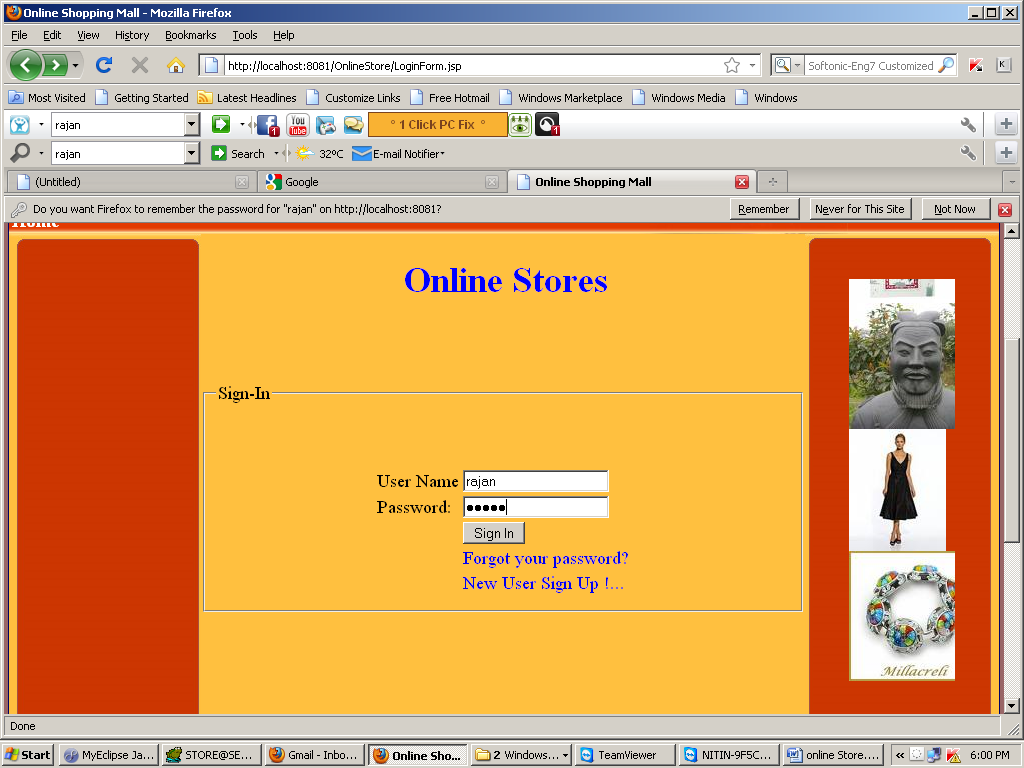 Online Shopping Mall - Mozilla Firefox
File Edit View History Bookmarks Tools Help
http://localhost:8081/OnlineStore/LoginForm.jsp Softonic-Eng7 Customized K
Most Visited Getting Started Latest Headlines Customize Links Free Hotmail Windows Marketplace Windows Media Windows
rajan 1 You Tube ° 1 Click PC Fix ° 1
rajan Search 32ºC E-mail Notifier
(Untitled) Google Online Shopping Mall
Do you want Firefox to remember the password for "rajan" on http://localhost:8081? Remember Never for This Site Not Now
Home
Online Stores
Sign-In
User Name rajan
Password: ●●●●●
Sign In
Forgot your password?
New User Sign Up !...
Millacreli
Done
Start MyEclipse Ja... STORE@SE... Gmail - Inbo... Online Sho... 2 Windows... TeamViewer NITIN-9F5C... online Store.... « 6:00 PM